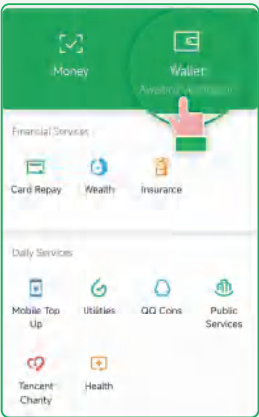 Money
Wallet
Financial Services
Card Repay
Wealth
Insurance
Daily Services
Mobile Top
Up
Utilities
QQ Coins
Public
Services
Tencent
Charity
Health